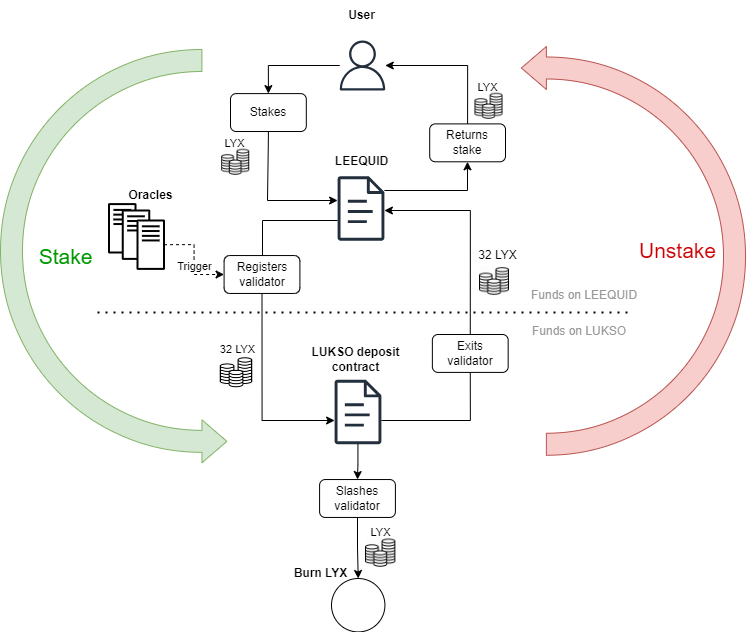 User
Stakes
LYX
LYX
Returns
stake
LEEQUID
Oracles
Trigger
Registers
validator
Stake
Unstake
32 LYX
Funds on LEEQUID
Funds on LUKSO
32 LYX
LUKSO deposit
contract
Exits
validator
Slashes
validator
LYX
Burn LYX